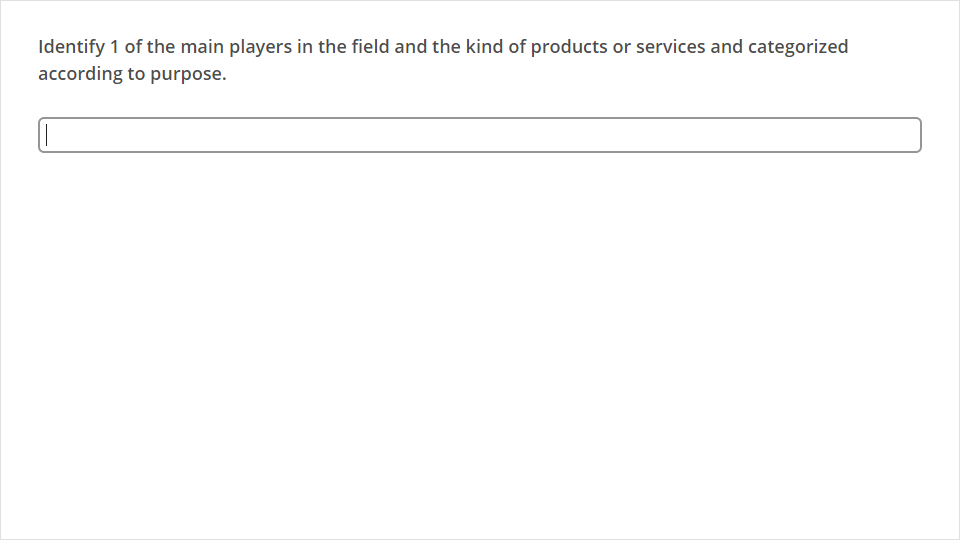 Identify 1 of the main players in the field and the kind of products or services and categorized
according to purpose.